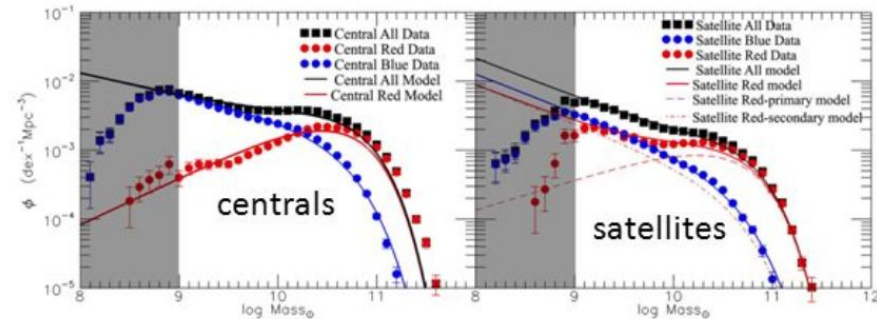 Central All Data
Central Red Data
Central Blue Data
Central All Model
Central Red Model
centrals
10⁰
10⁻¹
10⁻²
10⁻³
10⁻⁴
10⁻⁵
ϕ (dex⁻¹Mpc⁻³)
8 9 10 11
log Mass⊙
Satellite All Data
Satellite Blue Data
Satellite Red Data
Satellite All model
Satellite Red model
Satellite Red-primary model
Satellite Red-secondary model
satellites
8 9 10 11 12
log Mass⊙